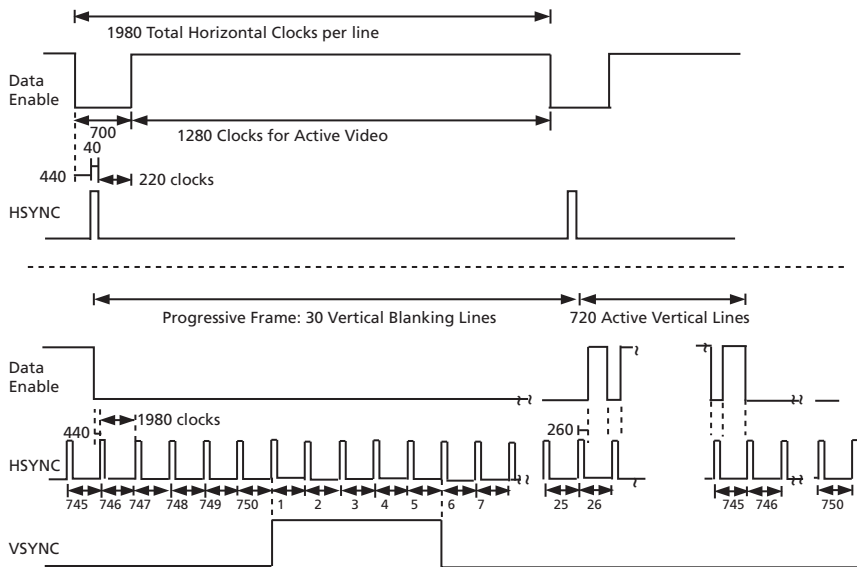 1980 Total Horizontal Clocks per line
Data
Enable
700
1280 Clocks for Active Video
40
440
220 clocks
HSYNC
Progressive Frame: 30 Vertical Blanking Lines
720 Active Vertical Lines
Data
Enable
1980 clocks
440
260
HSYNC
745 746 747 748 749 750 1 2 3 4 5 6 7 25 26 745 746 750
VSYNC